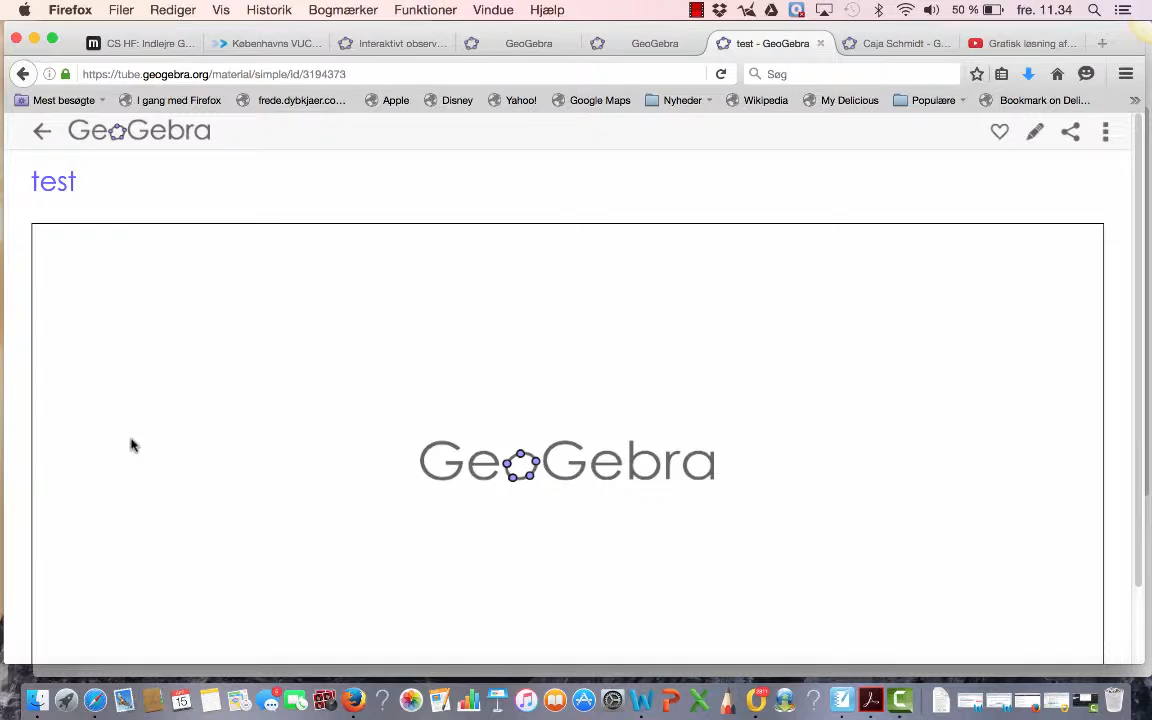 Firefox Filer Rediger Vis Historik Bogmærker Funktioner Vindue Hjælp 50 % fre. 11.34
CS HF: Indlejre G... Københavns VUC... Interaktivt observ... GeoGebra GeoGebra test - GeoGebra Caja Schmidt - G... Grafisk løsning af...
https://tube.geogebra.org/material/simple/id/3194373 Søg
Mest besøgte I gang med Firefox frede.dybkjaer.co... Apple Disney Yahoo! Google Maps Nyheder Wikipedia My Delicious Populære Bookmark on Deli...
GeoGebra
test
GeoGebra